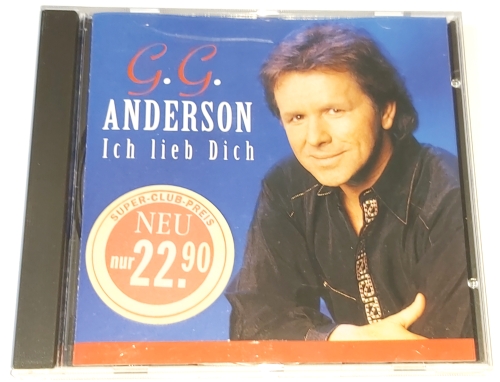 G. G.
ANDERSON
Ich lieb Dich
SUPER-CLUB-PREIS
NEU
nur 22.90